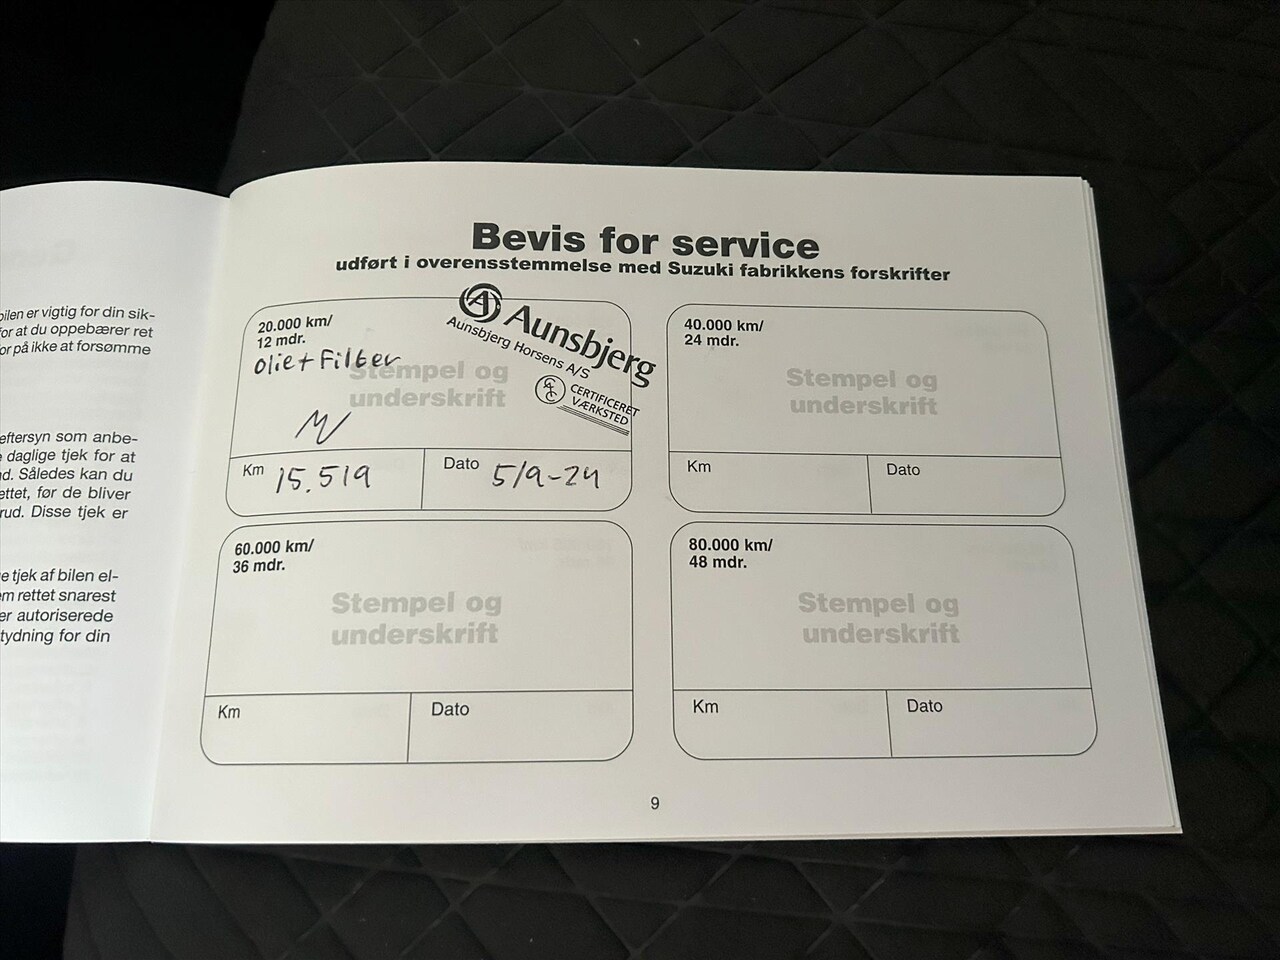 bilen er vigtig for din sik-
for at du oppebærer ret
for på ikke at forsømme
eftersyn som anbe-
daglige tjek for at
Således kan du
rettet, før de bliver
Disse tjek er
tjek af bilen el-
rettet snarest
autoriserede
for din
Bevis for service
udført i overensstemmelse med Suzuki fabrikkens forskrifter
20.000 km/
12 mdr.
Olie + Filter
Stempel og
underskrift
A Aunsbjerg
Aunsbjerg Horsens A/S
CERTIFICERET
VÆRKSTED
Km 15.519
Dato 5/9-24
40.000 km/
24 mdr.
Stempel og
underskrift
Km
Dato
60.000 km/
36 mdr.
Stempel og
underskrift
Km
Dato
80.000 km/
48 mdr.
Stempel og
underskrift
Km
Dato
9